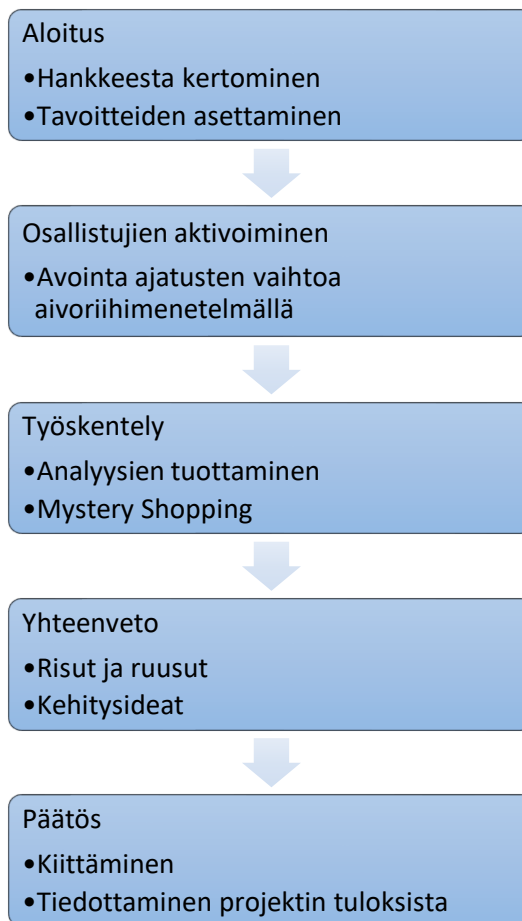 Aloitus
•Hankkeesta kertominen
•Tavoitteiden asettaminen
Osallistujien aktivoiminen
•Avointa ajatusten vaihtoa
aivoriihimenetelmällä
Työskentely
•Analyysien tuottaminen
•Mystery Shopping
Yhteenveto
•Risut ja ruusut
•Kehitysideat
Päätös
•Kiittäminen
•Tiedottaminen projektin tuloksista